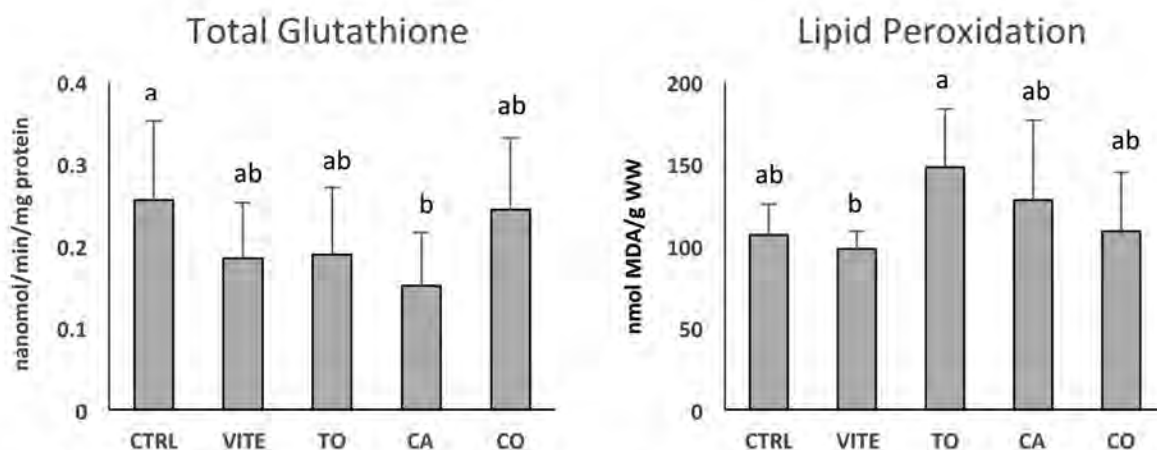 Total Glutathione
nanomol/min/mg protein
0.4
0.3
0.2
0.1
0
a
ab
ab
b
ab
CTRL VITE TO CA CO
Lipid Peroxidation
nmol MDA/g WW
200
150
100
50
0
ab
b
a
ab
ab
CTRL VITE TO CA CO